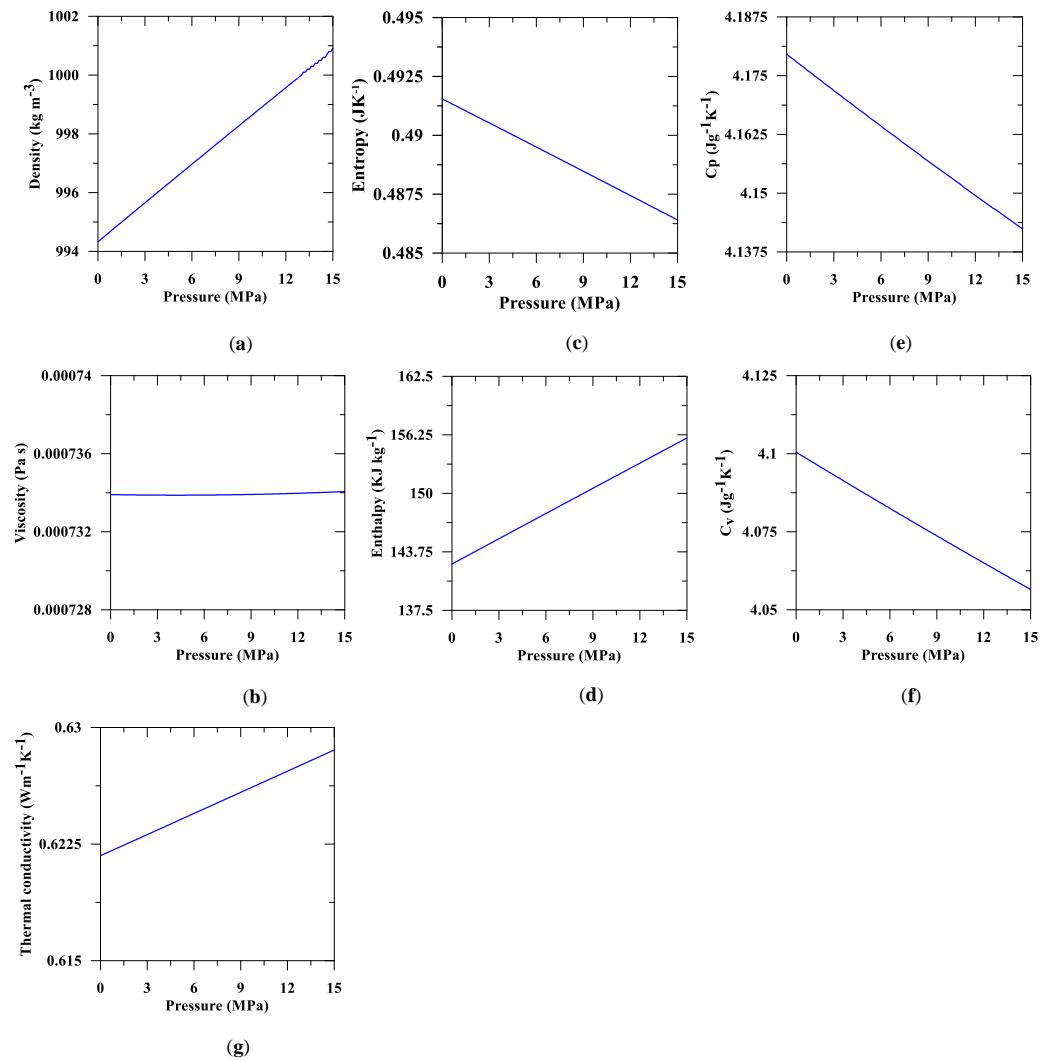 1002
1000
998
996
994
Density (kg m-3)
0 3 6 9 12 15
Pressure (MPa)
(a)
0.495
0.4925
0.49
0.4875
0.485
Entropy (JK-1)
0 3 6 9 12 15
Pressure (MPa)
(c)
4.1875
4.175
4.1625
4.15
4.1375
Cp (Jg-1K-1)
0 3 6 9 12 15
Pressure (MPa)
(e)
0.00074
0.000736
0.000732
0.000728
Viscosity (Pa s)
0 3 6 9 12 15
Pressure (MPa)
(b)
162.5
156.25
150
143.75
137.5
Enthalpy (KJ kg-1)
0 3 6 9 12 15
Pressure (MPa)
(d)
4.125
4.1
4.075
4.05
Cv (Jg-1K-1)
0 3 6 9 12 15
Pressure (MPa)
(f)
0.63
0.6225
0.615
Thermal conductivity (Wm-1K-1)
0 3 6 9 12 15
Pressure (MPa)
(g)